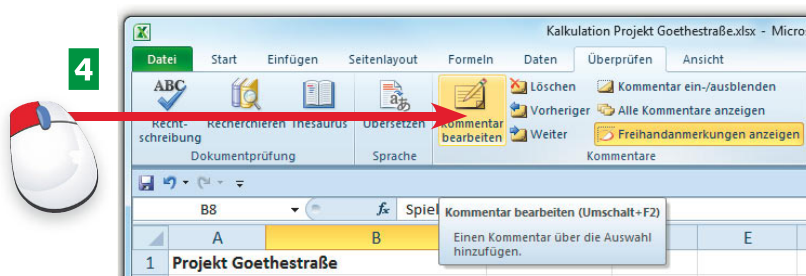 4
Kalkulation Projekt Goethestraße.xlsx - Micro
Datei Start Einfügen Seitenlayout Formeln Daten Überprüfen Ansicht
ABC
Recht-
schreibung
Recherchieren Thesaurus
Übersetzen
Kommentar
bearbeiten
Löschen
Vorheriger
Weiter
Kommentar ein-/ausblenden
Alle Kommentare anzeigen
Freihandanmerkungen anzeigen
Dokumentprüfung Sprache Kommentare
B8 fx Spiel
Kommentar bearbeiten (Umschalt+F2)
Einen Kommentar über die Auswahl
hinzufügen.
A B E
1 Projekt Goethestraße